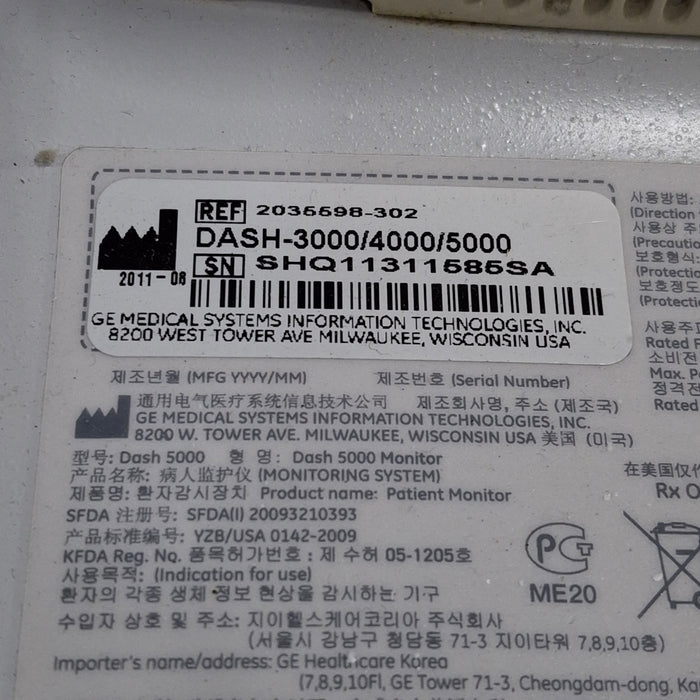 REF 2035598-302
DASH-3000/4000/5000
SN SHQ11311585SA
2011-08
GE MEDICAL SYSTEMS INFORMATION TECHNOLOGIES, INC.
8200 WEST TOWER AVE MILWAUKEE, WISCONSIN USA
제조년월 (MFG YYYY/MM) 제조번호 (Serial Number)
通用电气医疗系统信息技术公司 제조회사명, 주소 (제조국)
GE MEDICAL SYSTEMS INFORMATION TECHNOLOGIES, INC.
8200 W. TOWER AVE. MILWAUKEE, WISCONSIN USA 美国 (미국)
型号: Dash 5000 형 명: Dash 5000 Monitor
产品名称: 病人监护仪 (MONITORING SYSTEM)
제품명: 환자감시장치 Product name: Patient Monitor
SFDA 注册号: SFDA(I) 20093210393
产品标准编号: YZB/USA 0142-2009
KFDA Reg. No. 품목허가번호: 제 수허 05-1205호
사용목적: (Indication for use)
환자의 각종 생체 정보 현상을 감시하는 기구
수입자 상호 및 주소: 지이헬스케어코리아 주식회사
(서울시 강남구 청담동 71-3 지이타워 7,8,9,10층)
Importer's name/address: GE Healthcare Korea
(7,8,9,10Fl, GE Tower 71-3, Cheongdam-dong,
사용방법:
(Direction
사용상
(Precautio
보호형식:
(Protectio
보호정도
(Protectio
Rated
소비전
Max.
정격전
Rated
在美国仅
Rx
PCT
ME20